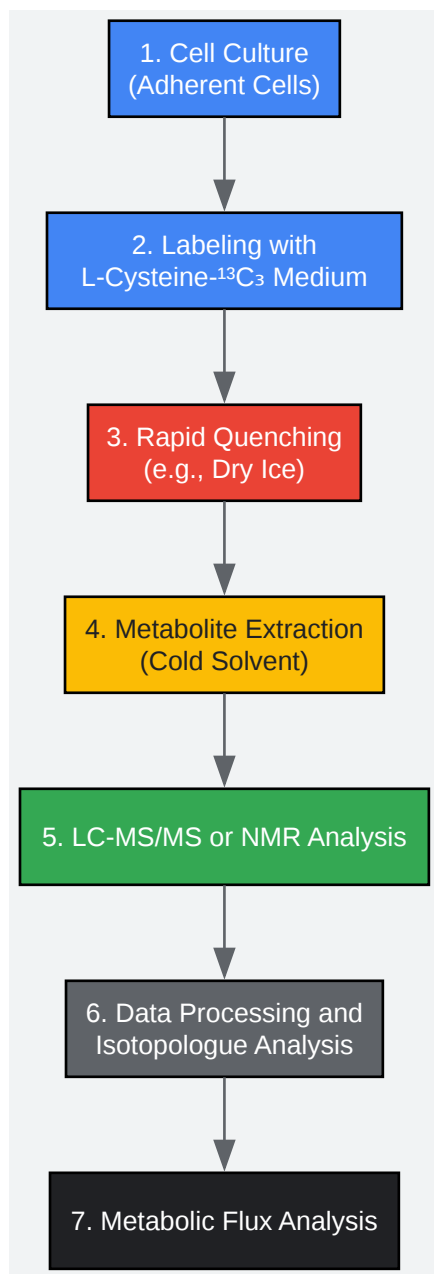 1. Cell Culture
(Adherent Cells)
2. Labeling with
L-Cysteine-¹³C₃ Medium
3. Rapid Quenching
(e.g., Dry Ice)
4. Metabolite Extraction
(Cold Solvent)
5. LC-MS/MS or NMR Analysis
6. Data Processing and
Isotopologue Analysis
7. Metabolic Flux Analysis